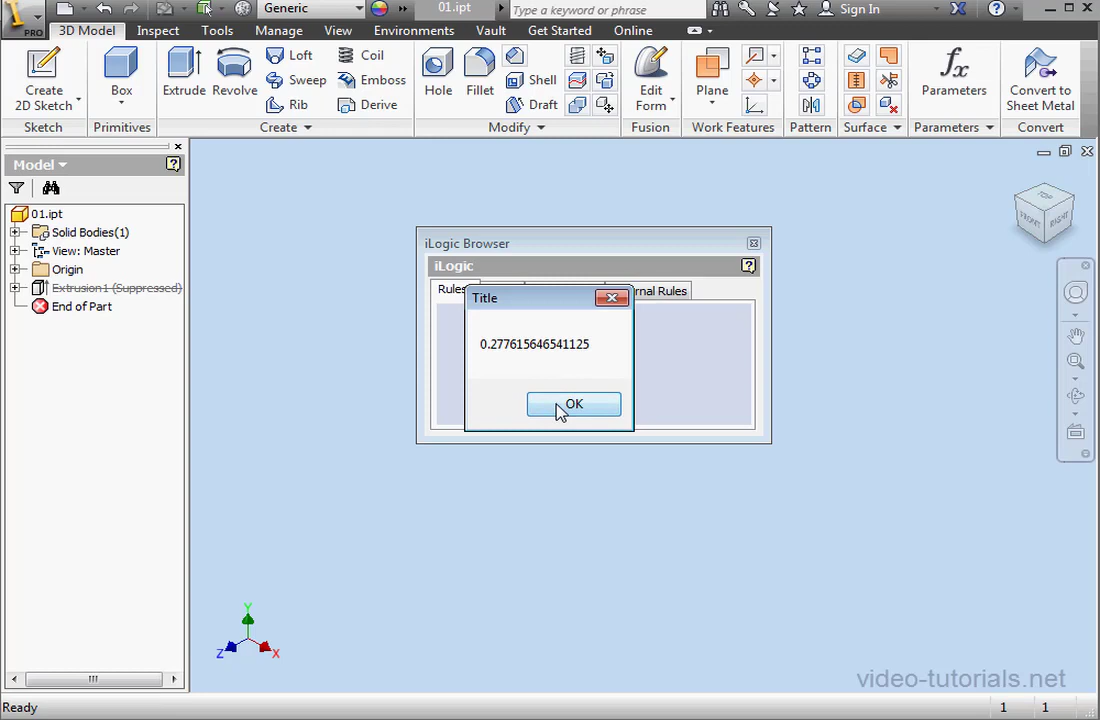 Generic
01.ipt
Type a keyword or phrase
Sign In
PRO
3D Model
Inspect
Tools
Manage
View
Environments
Vault
Get Started
Online
Create
2D Sketch
Box
Extrude
Revolve
Loft
Sweep
Rib
Coil
Emboss
Derive
Hole
Fillet
Shell
Draft
Edit
Form
Plane
Parameters
Convert to
Sheet Metal
Sketch
Primitives
Create
Modify
Fusion
Work Features
Pattern
Surface
Parameters
Convert
Model
01.ipt
Solid Bodies(1)
View: Master
Origin
Extrusion1 (Suppressed)
End of Part
iLogic Browser
iLogic
Rules
rnal Rules
Title
0.277615646541125
OK
TOP
FRONT
RIGHT
Y
Z
X
video-tutorials.net
Ready
1
1